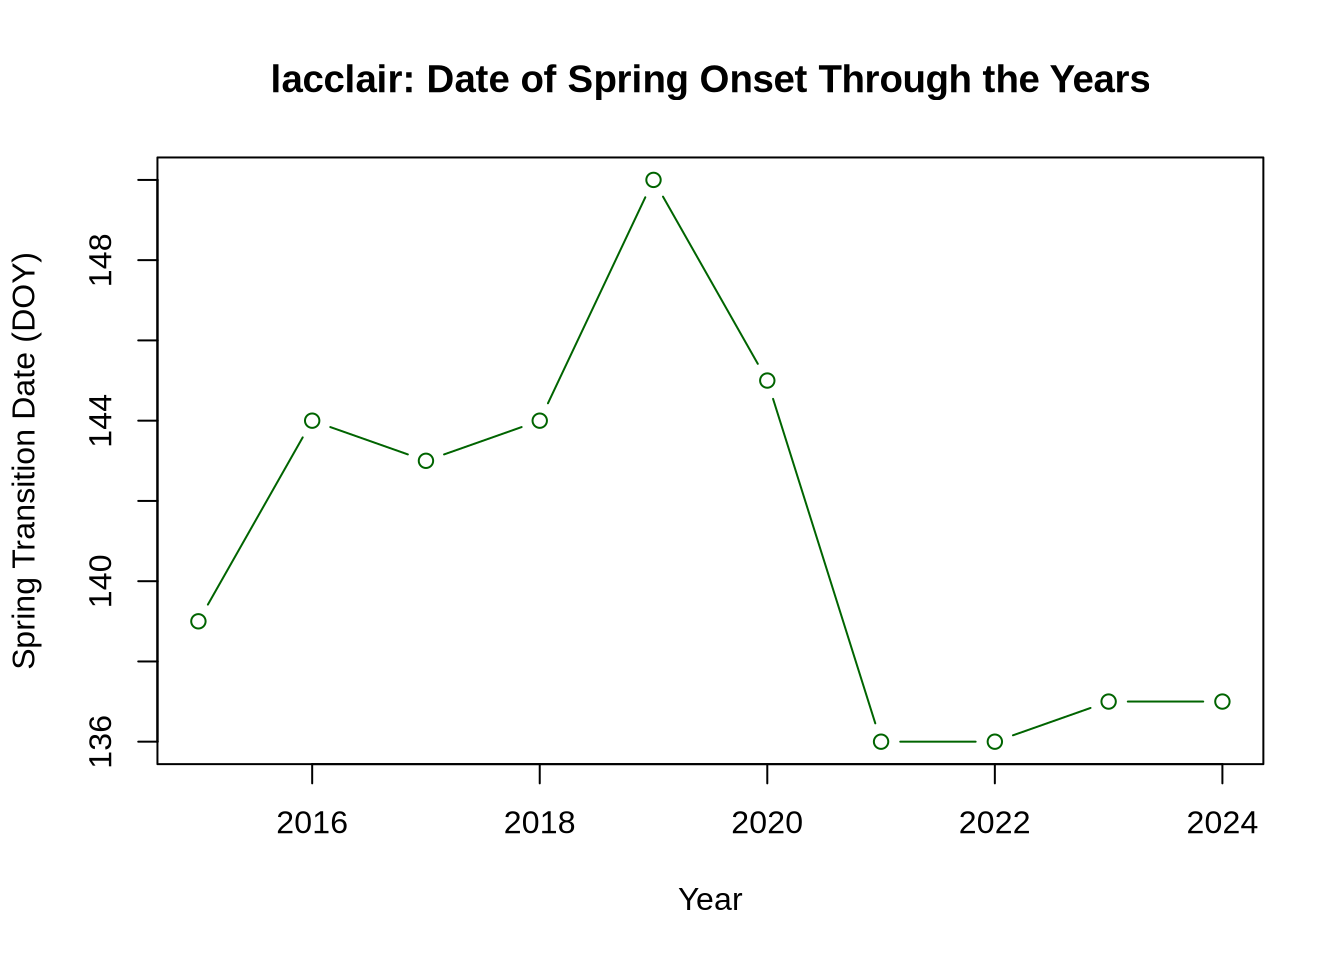 lacclair: Date of Spring Onset Through the Years
Spring Transition Date (DOY)
148
144
140
136
2016 2018 2020 2022 2024
Year